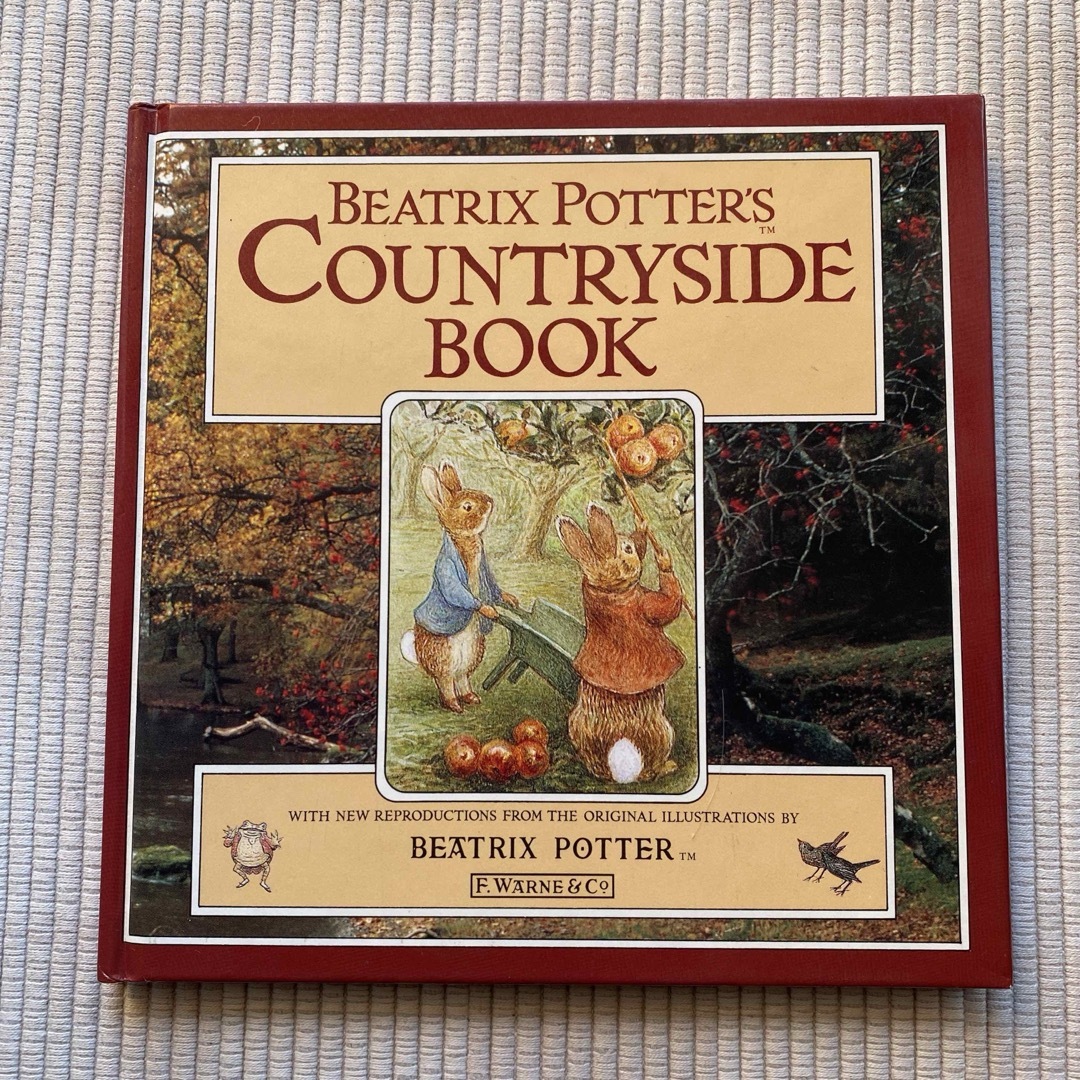 BEATRIX POTTER'S™
COUNTRYSIDE
BOOK
WITH NEW REPRODUCTIONS FROM THE ORIGINAL ILLUSTRATIONS BY
BEATRIX POTTER™
F. WARNE & Co